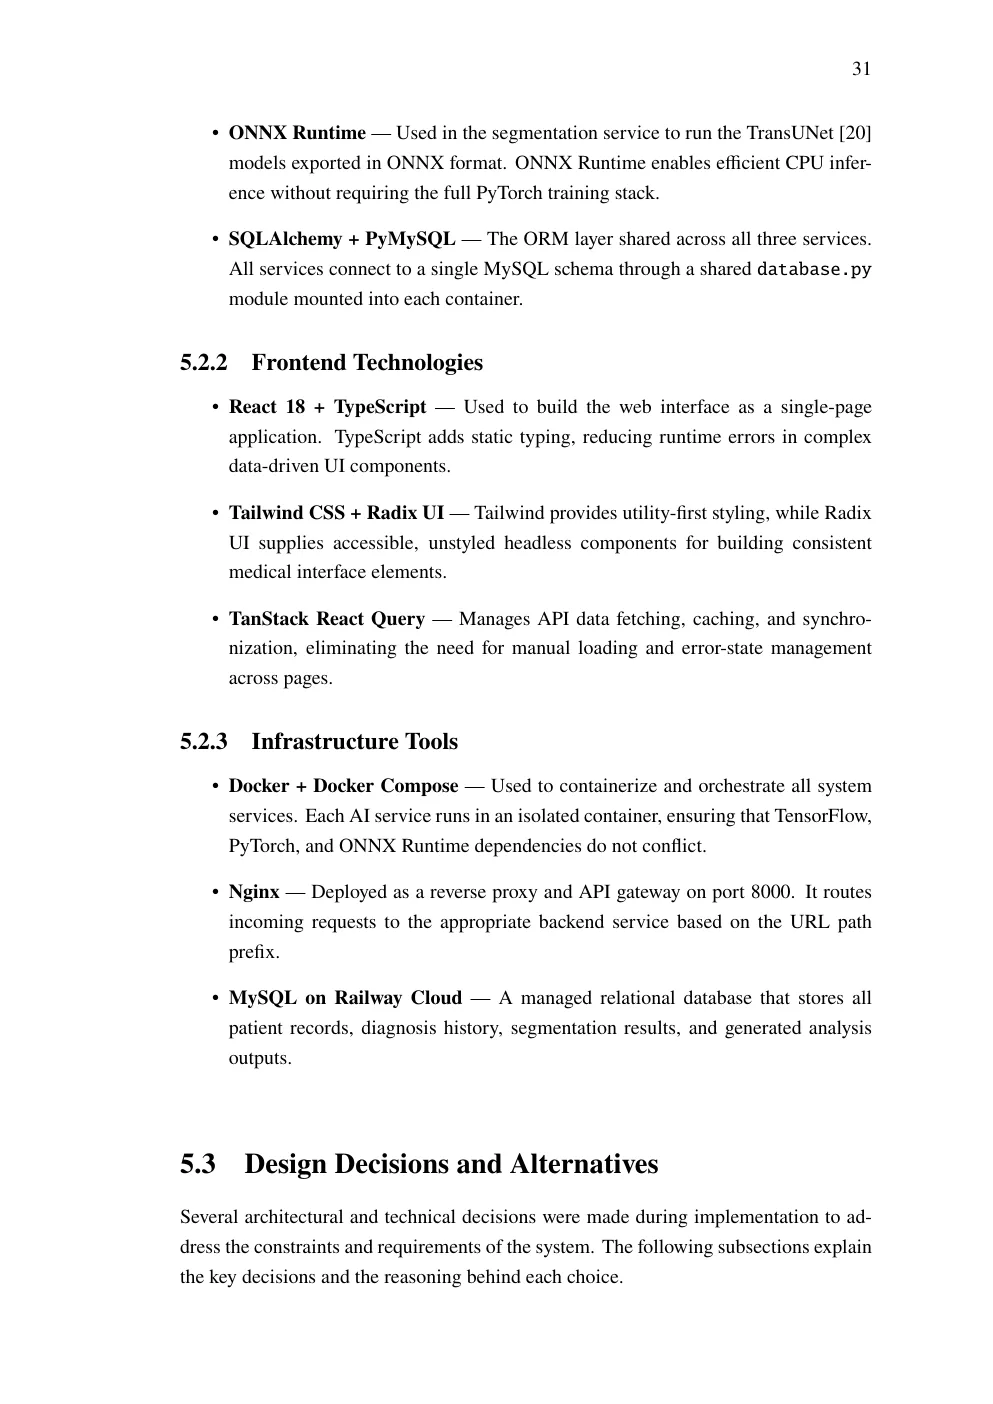 31
• ONNX Runtime — Used in the segmentation service to run the TransUNet [20]
models exported in ONNX format. ONNX Runtime enables efficient CPU infer-
ence without requiring the full PyTorch training stack.
• SQLAlchemy + PyMySQL — The ORM layer shared across all three services.
All services connect to a single MySQL schema through a shared database.py
module mounted into each container.
5.2.2 Frontend Technologies
• React 18 + TypeScript — Used to build the web interface as a single-page
application. TypeScript adds static typing, reducing runtime errors in complex
data-driven UI components.
• Tailwind CSS + Radix UI — Tailwind provides utility-first styling, while Radix
UI supplies accessible, unstyled headless components for building consistent
medical interface elements.
• TanStack React Query — Manages API data fetching, caching, and synchro-
nization, eliminating the need for manual loading and error-state management
across pages.
5.2.3 Infrastructure Tools
• Docker + Docker Compose — Used to containerize and orchestrate all system
services. Each AI service runs in an isolated container, ensuring that TensorFlow,
PyTorch, and ONNX Runtime dependencies do not conflict.
• Nginx — Deployed as a reverse proxy and API gateway on port 8000. It routes
incoming requests to the appropriate backend service based on the URL path
prefix.
• MySQL on Railway Cloud — A managed relational database that stores all
patient records, diagnosis history, segmentation results, and generated analysis
outputs.
5.3 Design Decisions and Alternatives
Several architectural and technical decisions were made during implementation to ad-
dress the constraints and requirements of the system. The following subsections explain
the key decisions and the reasoning behind each choice.